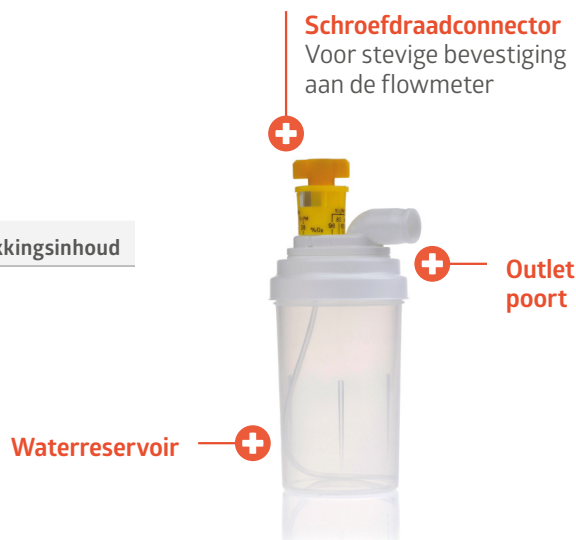 Schroefdraadconnector
Voor stevige bevestiging
aan de flowmeter
kkingsinhoud
Outlet
poort
Waterreservoir